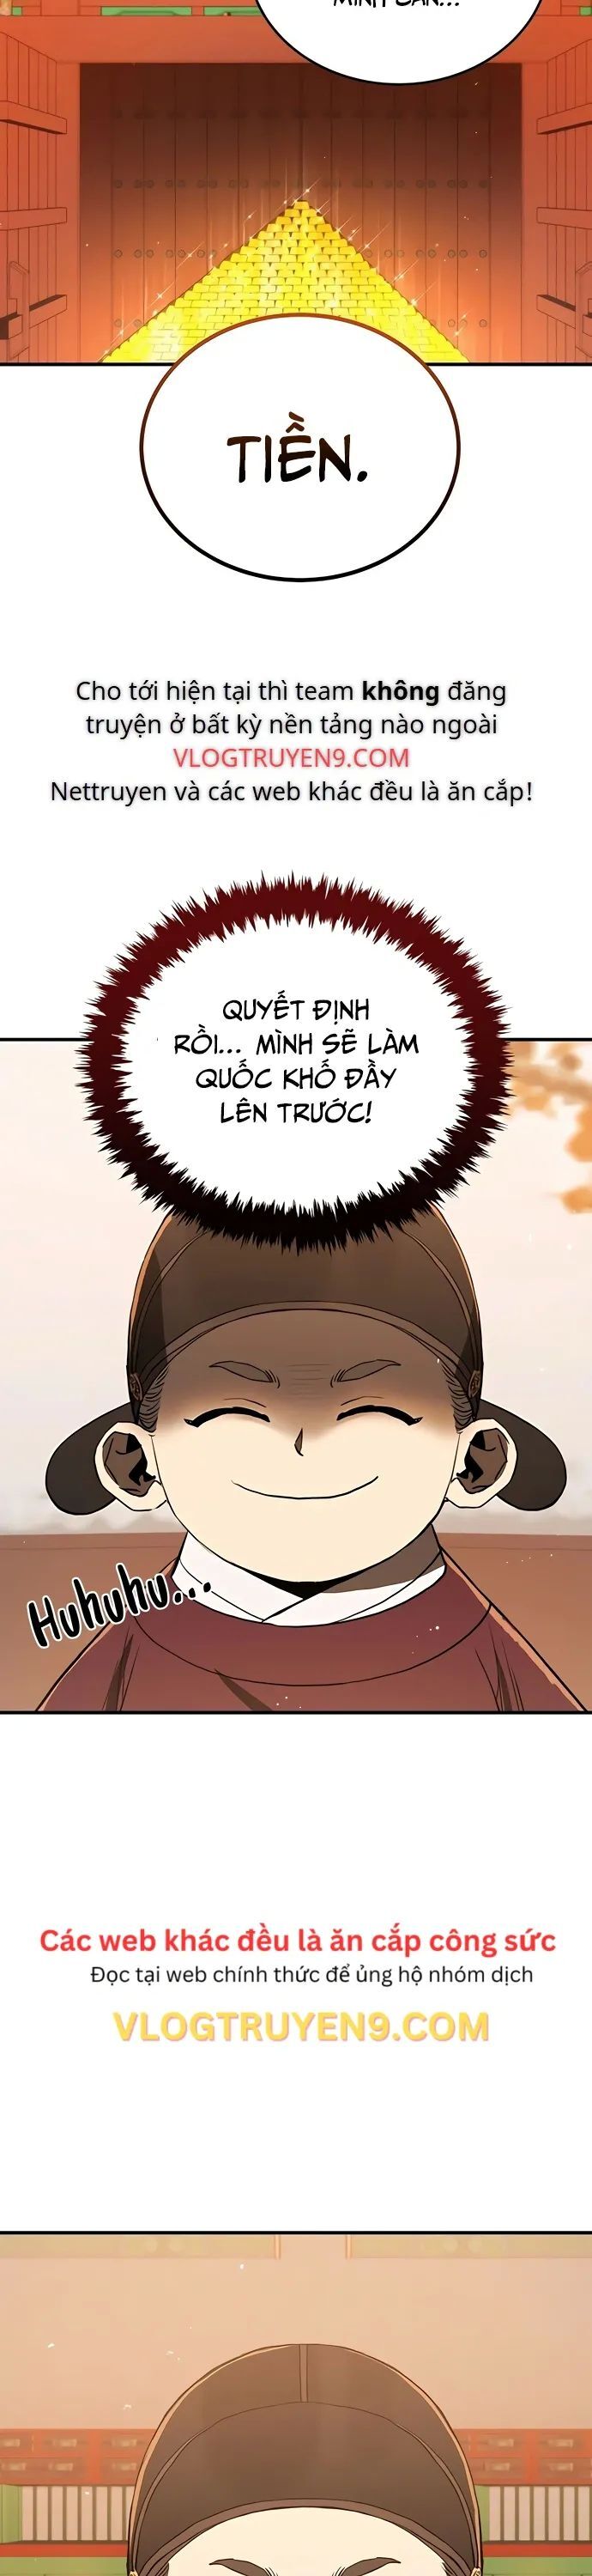 MÌNH CẦN...
TIỀN.
Cho tới hiện tại thì team không đăng
truyện ở bất kỳ nền tảng nào ngoài
VLOGTRUYEN9.COM
Nettruyen và các web khác đều là ăn cắp!
QUYẾT ĐỊNH
RỒI... MÌNH SẼ LÀM
QUỐC KHỐ ĐẦY
LÊN TRƯỚC!
Huhuhu...
Các web khác đều là ăn cắp công sức
Đọc tại web chính thức để ủng hộ nhóm dịch
VLOGTRUYEN9.COM